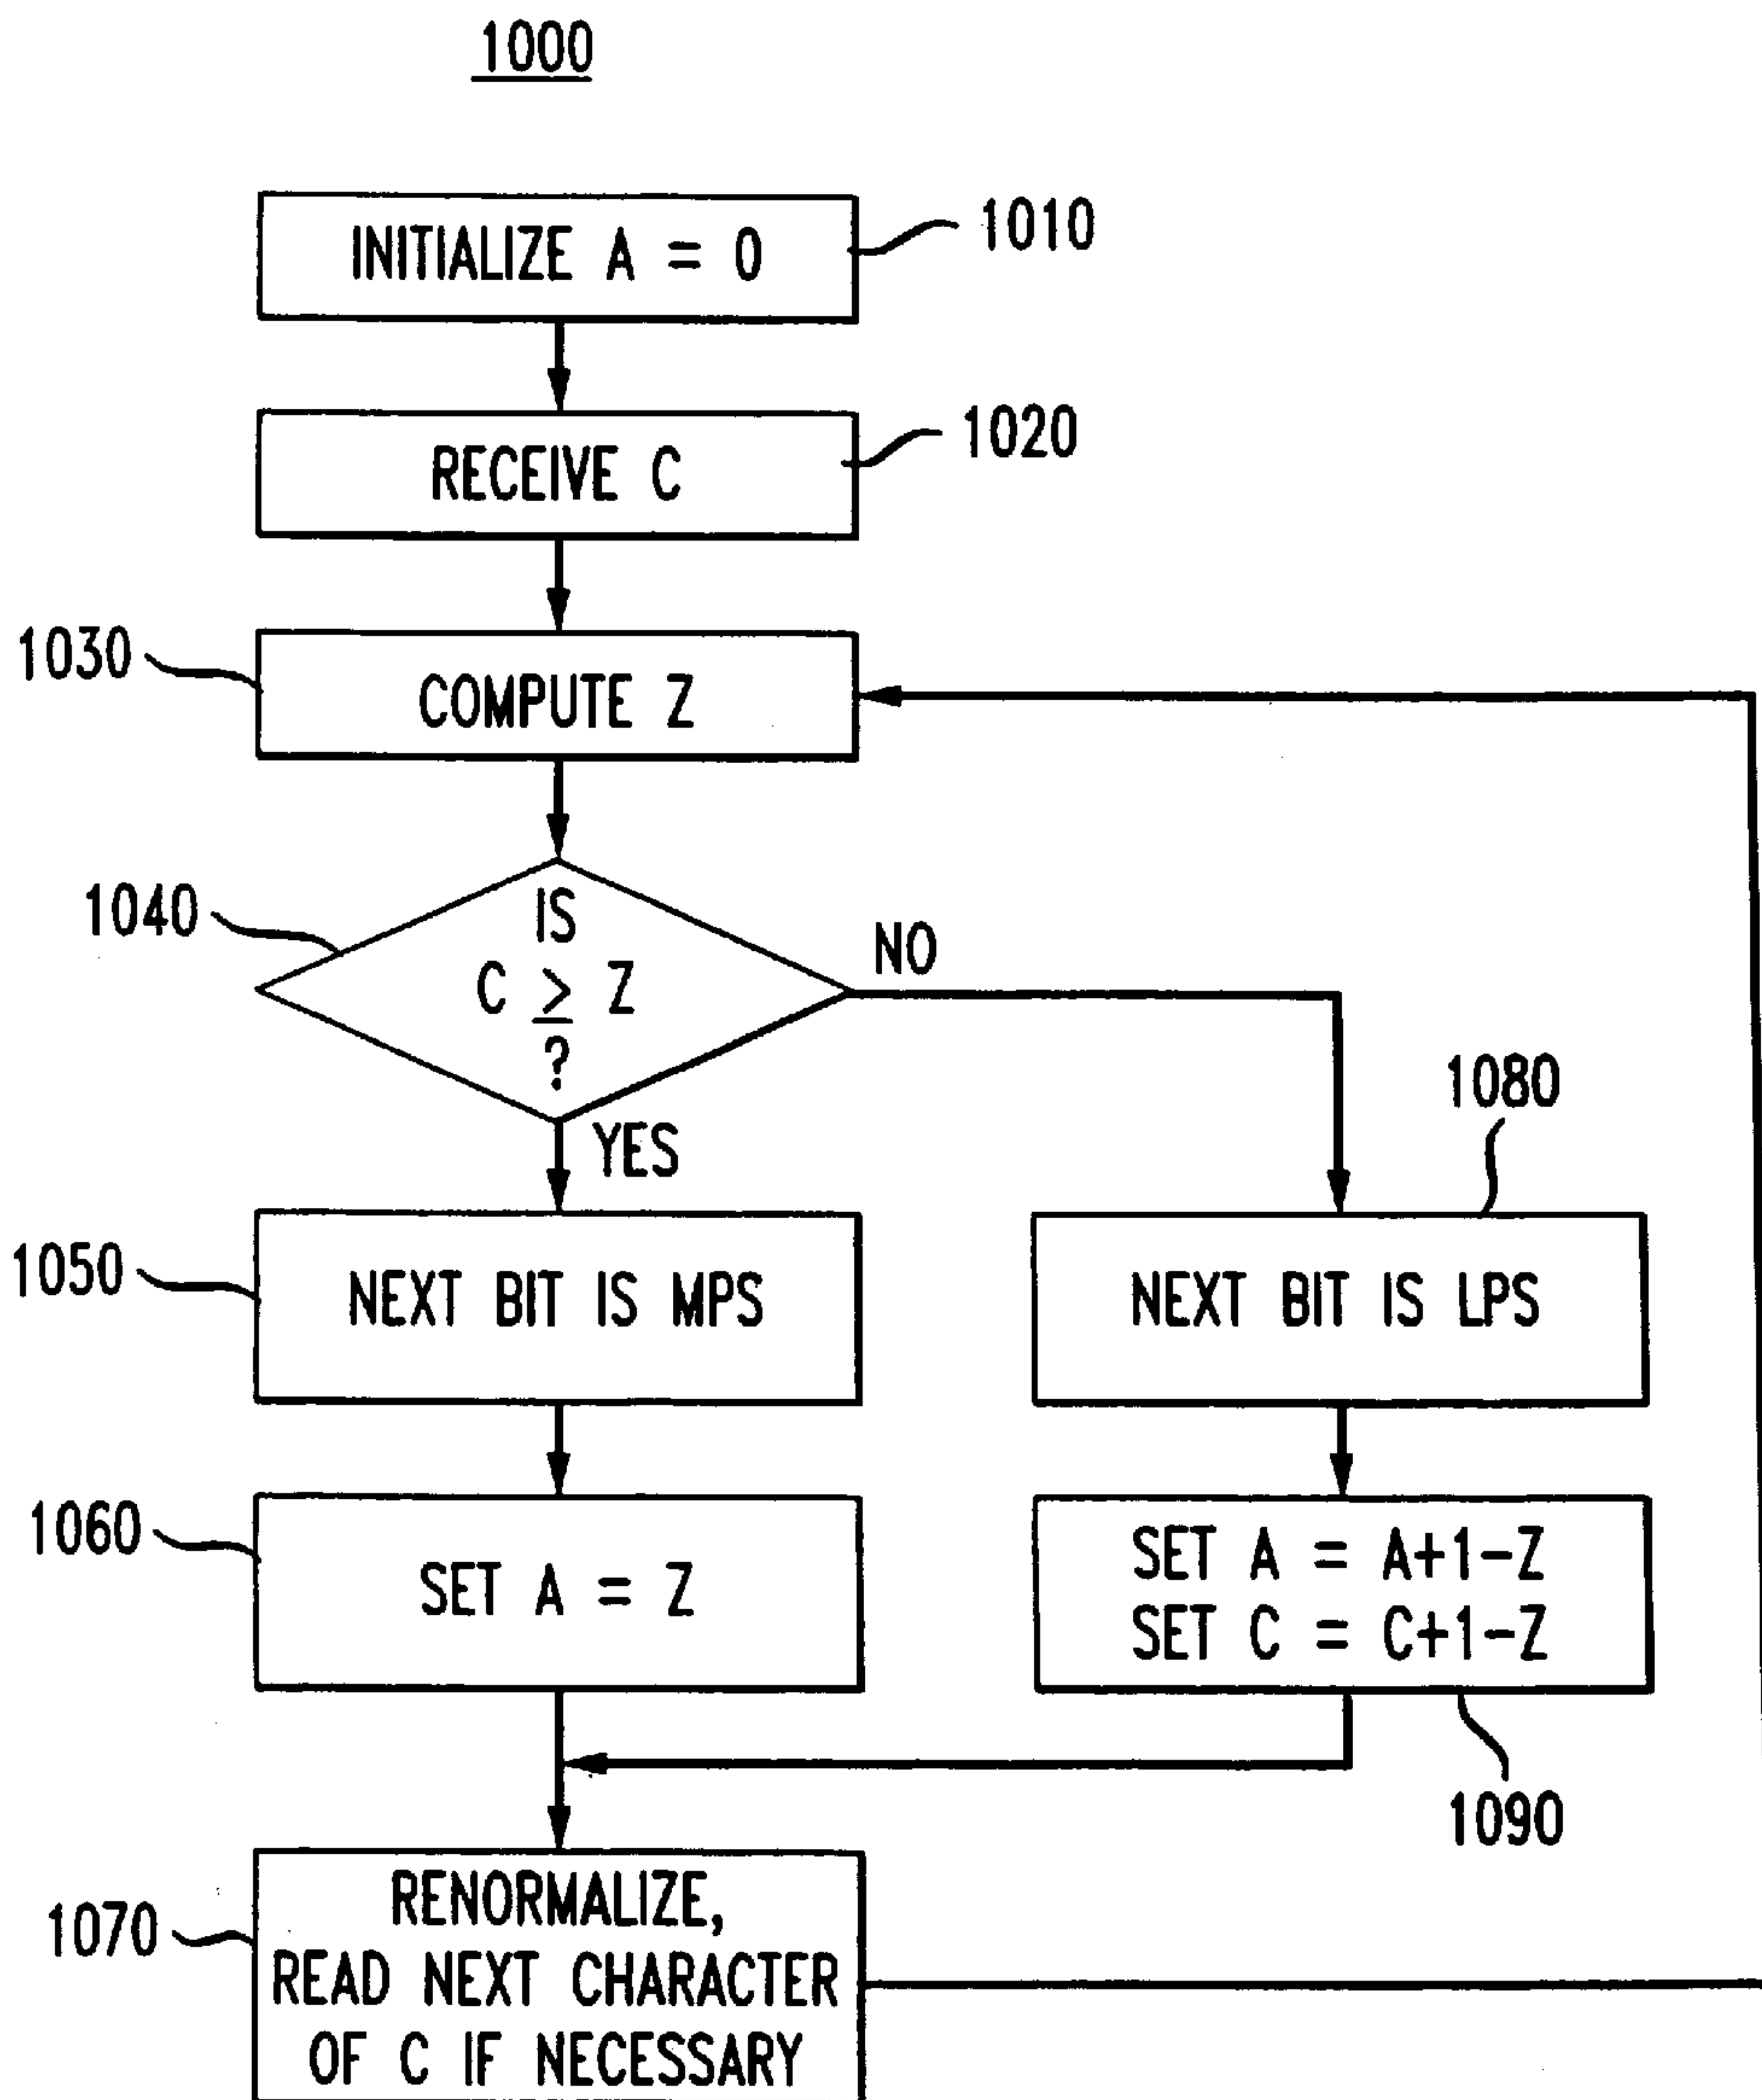 1000
INITIALIZE A = 0
1010
RECEIVE C
1020
1030
COMPUTE Z
1040
IS
C ≥ Z
?
NO
YES
1080
1050
NEXT BIT IS MPS
NEXT BIT IS LPS
1060
SET A = Z
SET A = A+1-Z
SET C = C+1-Z
1090
1070
RENORMALIZE,
READ NEXT CHARACTER
OF C IF NECESSARY